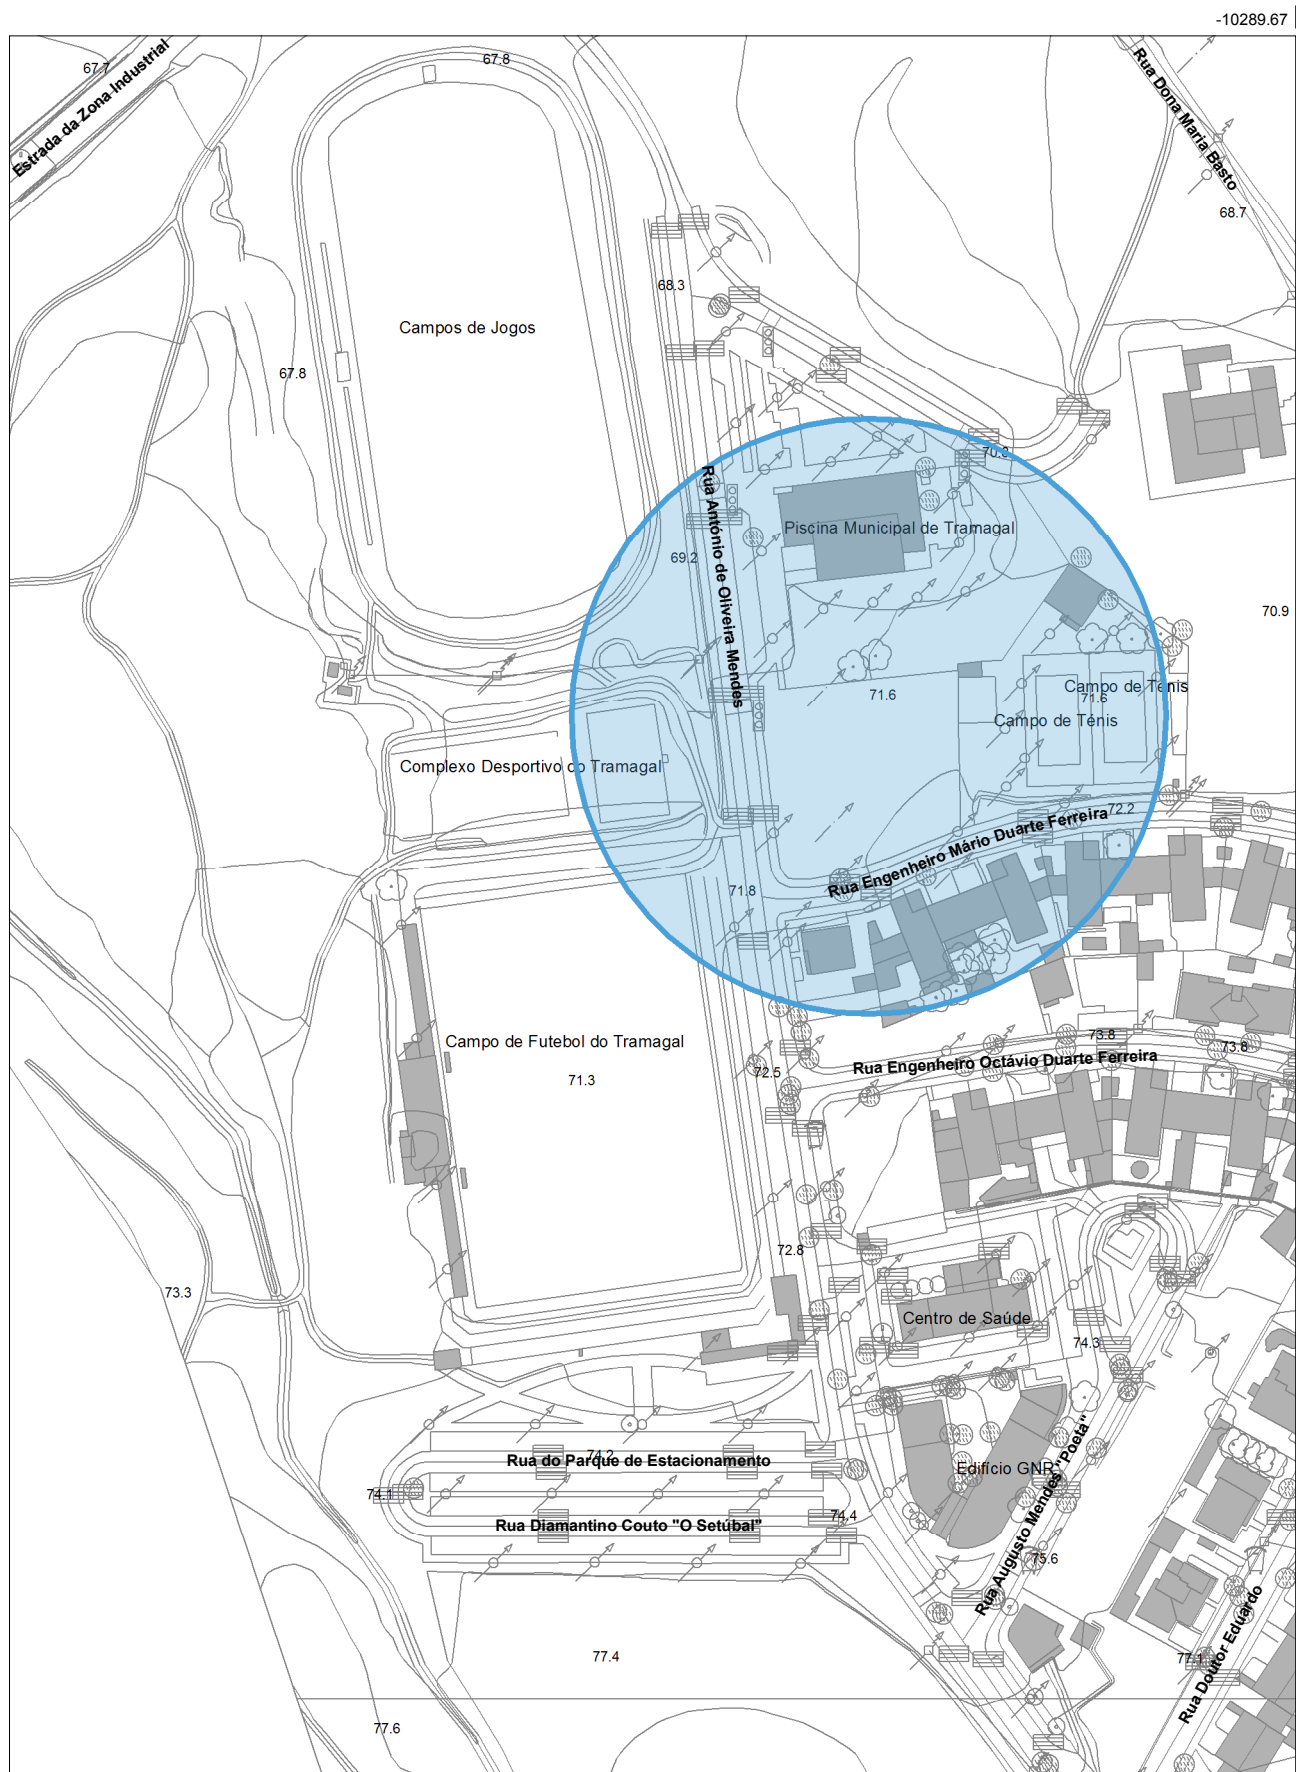 -10289.67
67.7
Estrada da Zona Industrial
67.8
Rua Dona Maria Basto
68.7
68.3
Campos de Jogos
67.8
Rua António de Oliveira Mendes
Piscina Municipal de Tramagal
69.2
70.9
71.6
Campo de Ténis
71.6
Campo de Ténis
Complexo Desportivo do Tramagal
72.2
Rua Engenheiro Mário Duarte Ferreira
71.8
Campo de Futebol do Tramagal
71.3
73.8
73.8
Rua Engenheiro Octávio Duarte Ferreira
72.5
72.8
73.3
Centro de Saúde
74.3
74.2
Rua do Parque de Estacionamento
Edifício GNR
Rua Augusto Mendes "Poeta"
74.1
74.4
Rua Diamantino Couto "O Setúbal"
75.6
77.4
77.1
Rua Doutor Eduardo
77.6